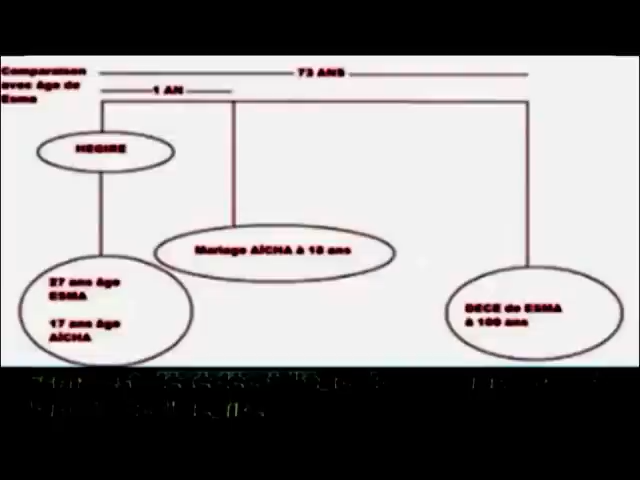 Comparaison
avec âge de
Esma
73 ANS
1 AN
HEGIRE
Mariage AÏCHA à 18 ans
27 ans âge
ESMA
17 ans âge
AÏCHA
DECE de ESMA
à 100 ans